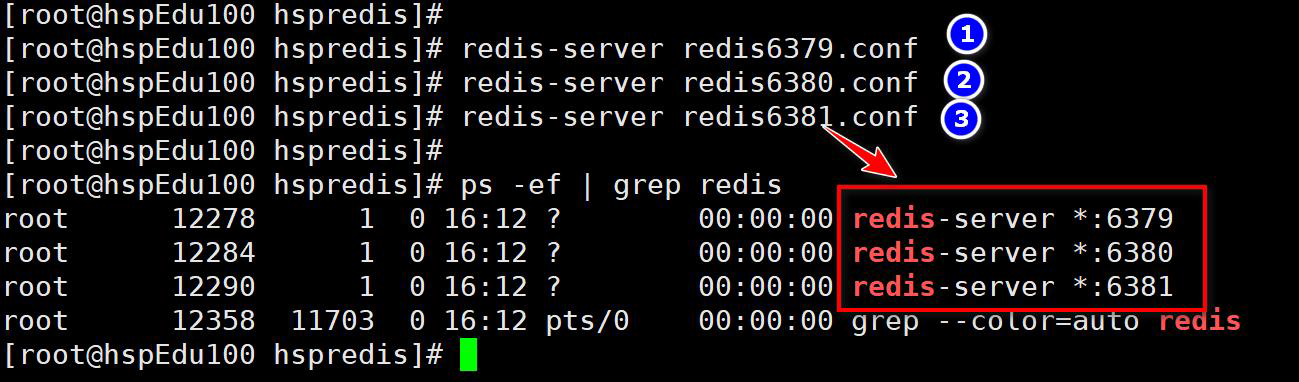 [root@hspEdu100 hspredis]#
[root@hspEdu100 hspredis]# redis-server redis6379.conf 1
[root@hspEdu100 hspredis]# redis-server redis6380.conf 2
[root@hspEdu100 hspredis]# redis-server redis6381.conf 3
[root@hspEdu100 hspredis]#
[root@hspEdu100 hspredis]# ps -ef | grep redis
root      12278      1  0 16:12 ?        00:00:00 redis-server *:6379
root      12284      1  0 16:12 ?        00:00:00 redis-server *:6380
root      12290      1  0 16:12 ?        00:00:00 redis-server *:6381
root      12358  11703  0 16:12 pts/0    00:00:00 grep --color=auto redis
[root@hspEdu100 hspredis]#